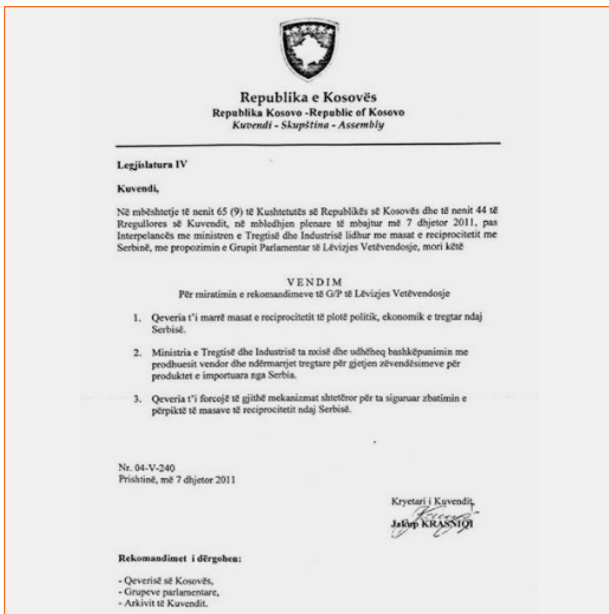 Republika e Kosovës
Republika Kosovo -Republic of Kosovo
Kuvendi - Skupština - Assembly
Legjislatura IV
Kuvendi,
Në mbështetje të nenit 65 (9) të Kushtetutës së Republikës së Kosovës dhe të nenit 44 të
Rregullores së Kuvendit, në mbledhjen plenare të mbajtur më 7 dhjetor 2011, pas
Interpelancës me ministren e Tregtisë dhe Industrisë lidhur me masat e reciprocitetit me
Serbinë, me propozimin e Grupit Parlamentar të Lëvizjes Vetëvendosje, mori këtë
VENDIM
Për miratimin e rekomandimeve të G/P të Lëvizjes Vetëvendosje
1. Qeveria t'i marrë masat e reciprocitetit të plotë politik, ekonomik e tregtar ndaj
Serbisë.
2. Ministria e Tregtisë dhe Industrisë ta nxisë dhe udhëheq bashkëpunimin me
prodhuesit vendor dhe ndërmarrjet tregtare për gjetjen zëvendësimeve për
produktet e importuara nga Serbia.
3. Qeveria t'i forcojë të gjithë mekanizmat shtetëror për ta siguruar zbatimin e
përpiktë të masave të reciprocitetit ndaj Serbisë.
Nr. 04-V-240
Prishtinë, më 7 dhjetor 2011
Kryetari i Kuvendit,
Jakup KRASNIQI
Rekomandimet i dërgohen:
- Qeverisë së Kosovës,
- Grupeve parlamentare,
- Arkivit të Kuvendit.